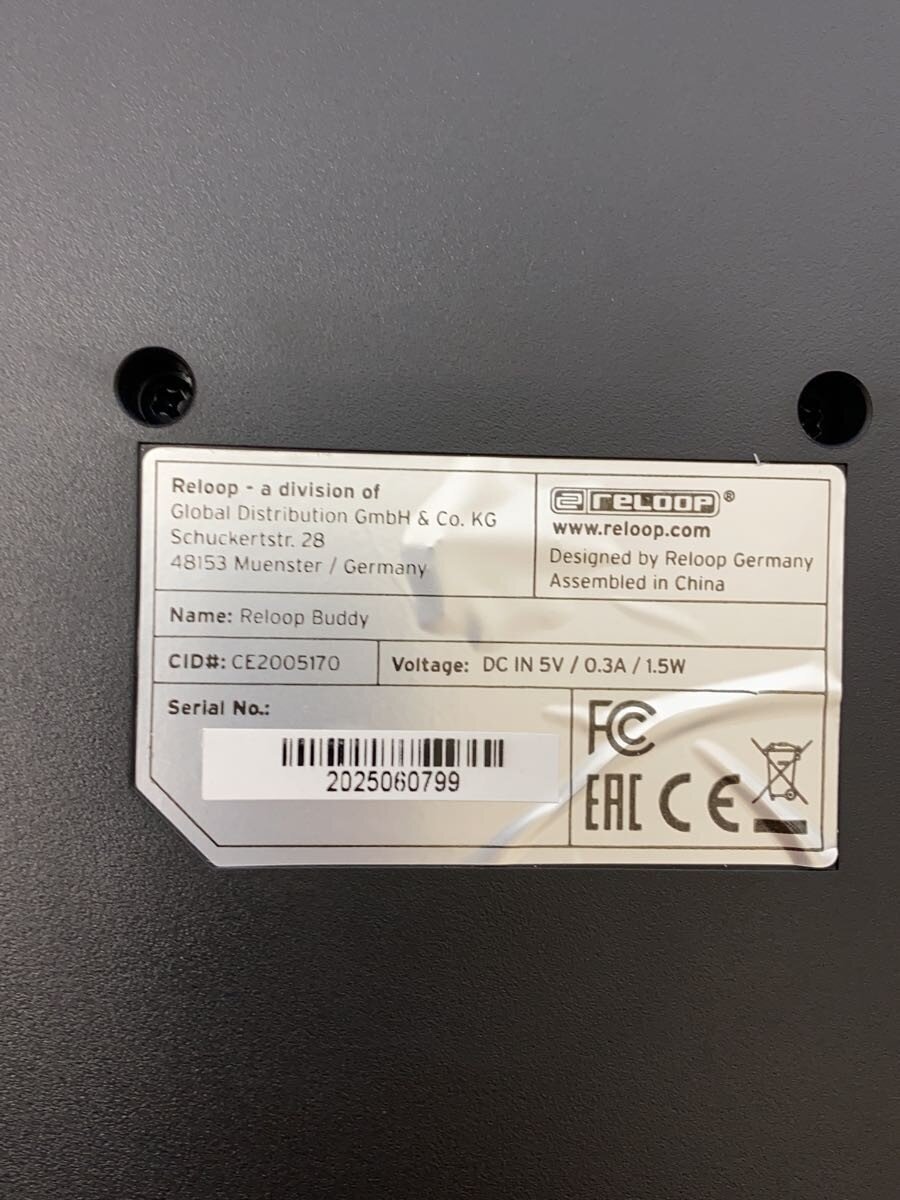 Reloop - a division of
Global Distribution GmbH & Co. KG
Schuckertstr. 28
48153 Muenster / Germany
reloop®
www.reloop.com
Designed by Reloop Germany
Assembled in China
Name: Reloop Buddy
CID#: CE2005170
Voltage: DC IN 5V / 0.3A / 1.5W
Serial No.:
2025060799
FC
EAC CE